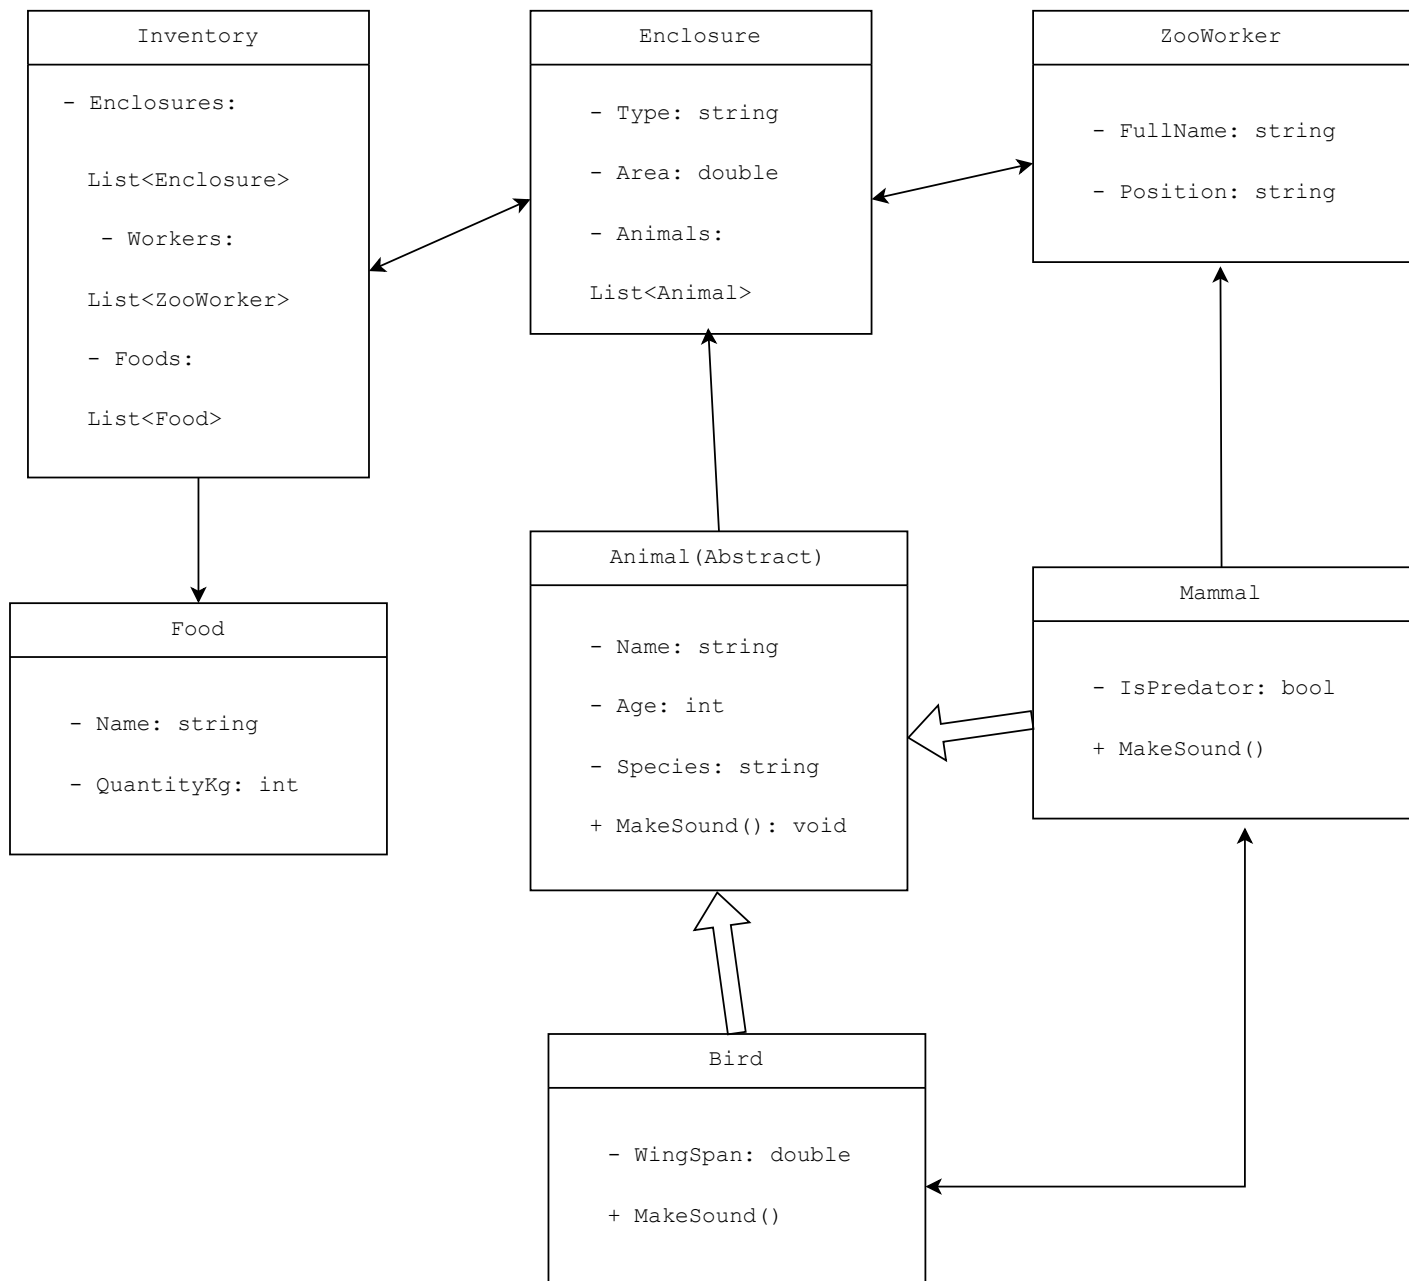 Inventory
- Enclosures:
List<Enclosure>
- Workers:
List<ZooWorker>
- Foods:
List<Food>
Enclosure
- Type: string
- Area: double
- Animals:
List<Animal>
ZooWorker
- FullName: string
- Position: string
Food
- Name: string
- QuantityKg: int
Animal(Abstract)
- Name: string
- Age: int
- Species: string
+ MakeSound(): void
Mammal
- IsPredator: bool
+ MakeSound()
Bird
- WingSpan: double
+ MakeSound()